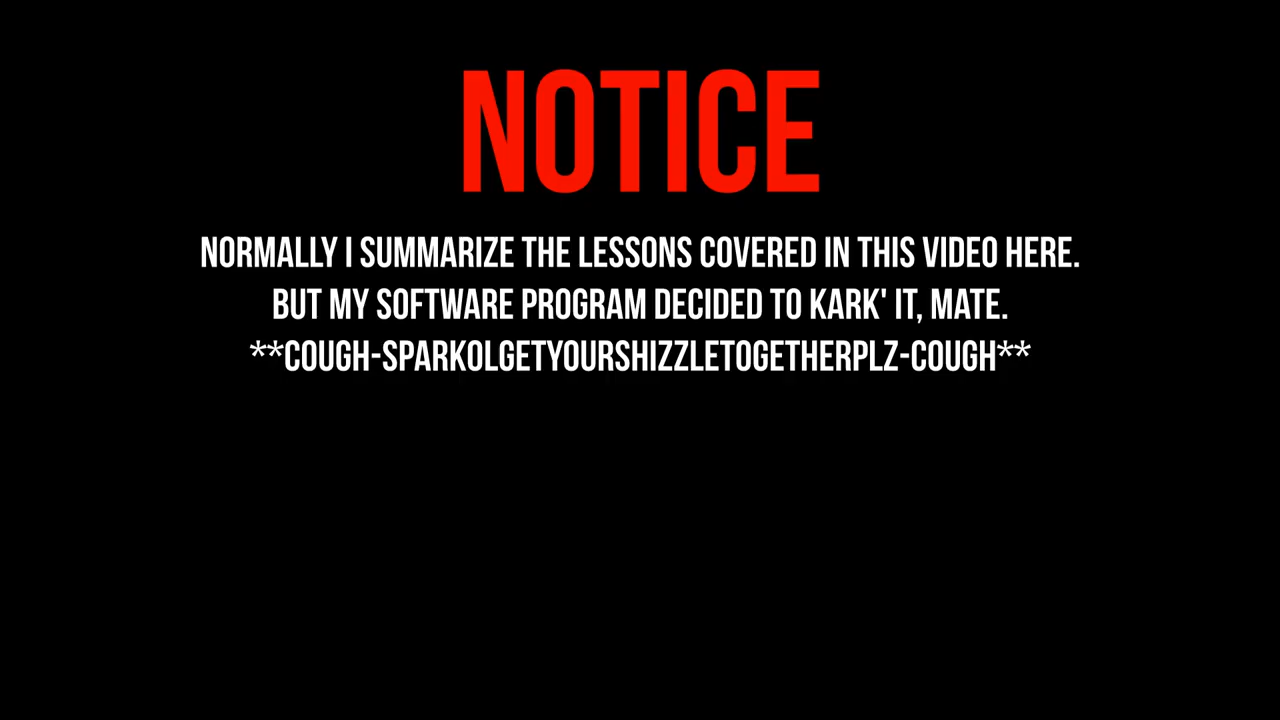 NOTICE
NORMALLY I SUMMARIZE THE LESSONS COVERED IN THIS VIDEO HERE.
BUT MY SOFTWARE PROGRAM DECIDED TO KARK' IT, MATE.
**COUGH-SPARKOLGETYOURSHIZZLETOGETHERPLZ-COUGH**